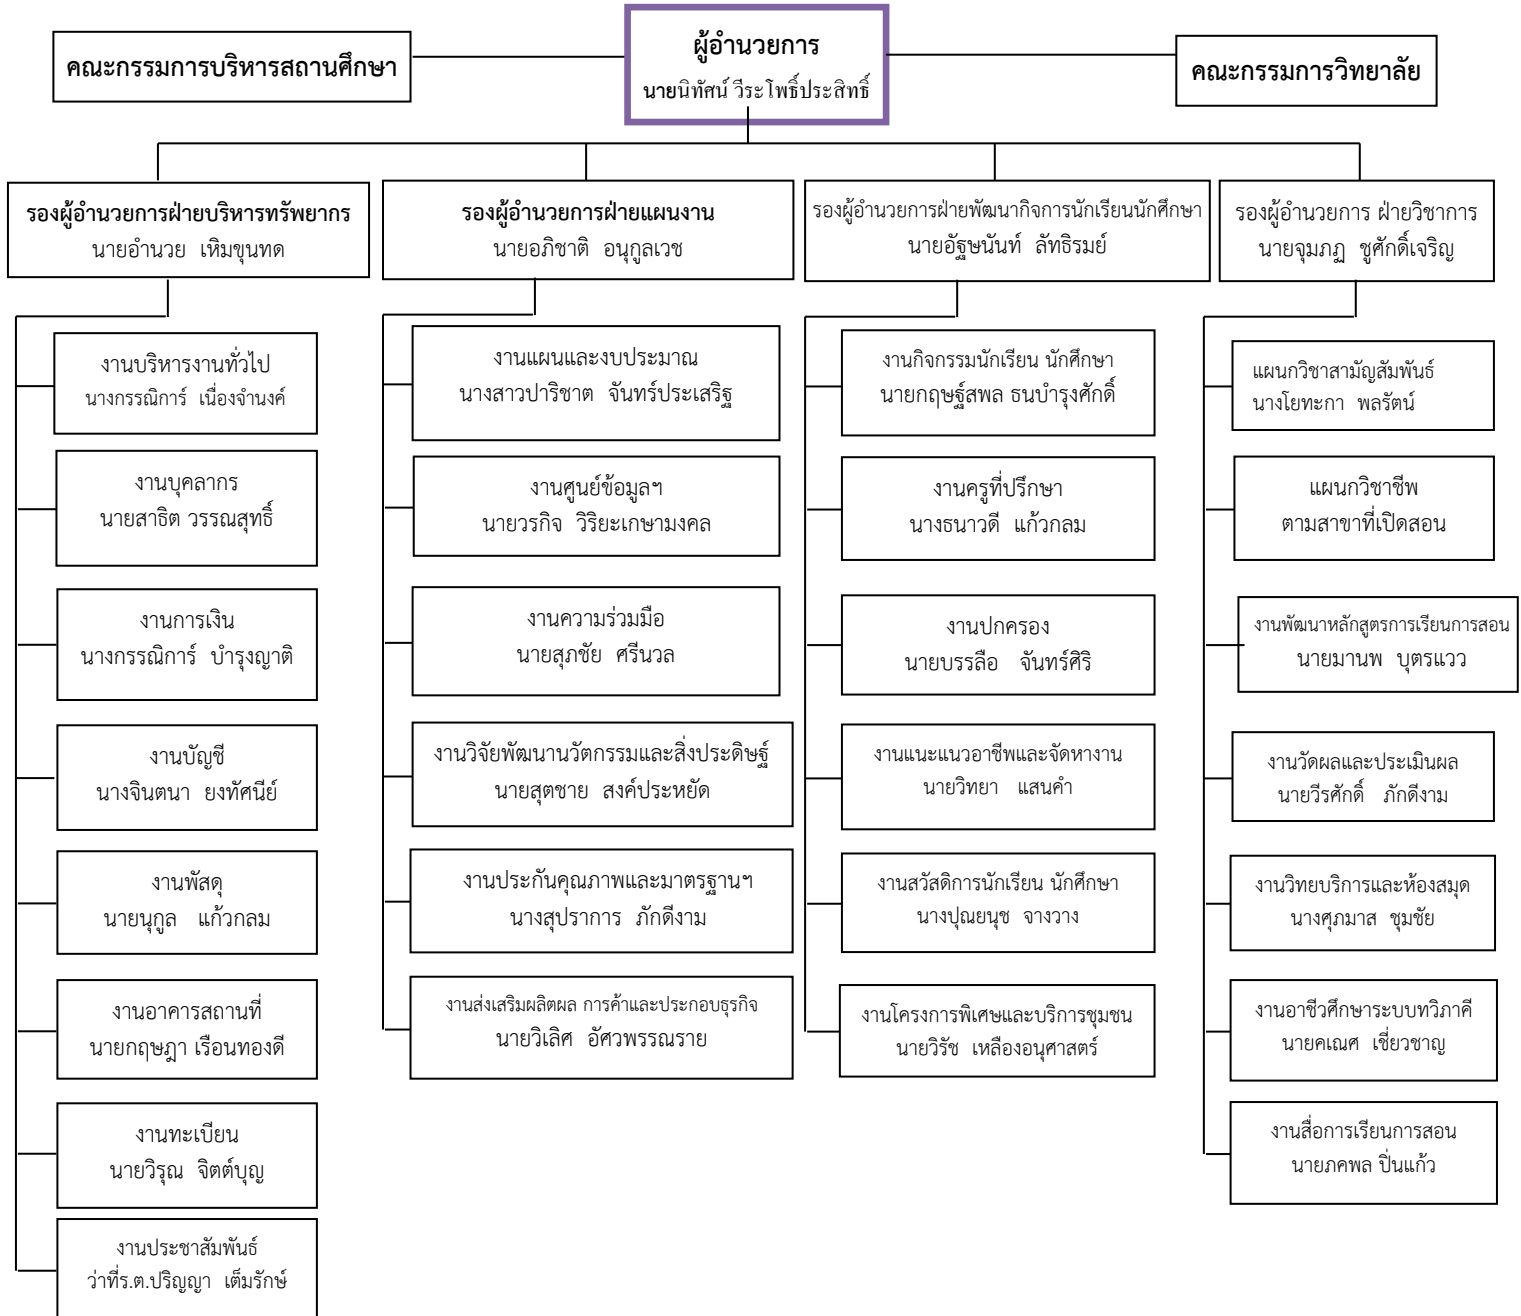 คณะกรรมการบริหารสถานศึกษา
ผู้อำนวยการ
นายนิทัศน์ วีระโพธิ์ประสิทธิ์
คณะกรรมการวิทยาลัย
รองผู้อำนวยการฝ่ายบริหารทรัพยากร
นายอำนวย เหิมขุนทด
รองผู้อำนวยการฝ่ายแผนงาน
นายอภิชาติ อนุกูลเวช
รองผู้อำนวยการฝ่ายพัฒนากิจการนักเรียนนักศึกษา
นายอัฐษนันท์ ลัทธิรมย์
รองผู้อำนวยการ ฝ่ายวิชาการ
นายจุมภฏ ชูศักดิ์เจริญ
งานบริหารงานทั่วไป
นางกรรณิการ์ เนื่องจำนงค์
งานบุคลากร
นายสาธิต วรรณสุทธิ์
งานการเงิน
นางกรรณิการ์ บำรุงญาติ
งานบัญชี
นางจินตนา ยงทัศนีย์
งานพัสดุ
นายนุกูล แก้วกลม
งานอาคารสถานที่
นายกฤษฎา เรือนทองดี
งานทะเบียน
นายวิรุณ จิตต์บุญ
งานประชาสัมพันธ์
ว่าที่ร.ต.ปริญญา เต็มรักษ์
งานแผนและงบประมาณ
นางสาวปาริชาต จันทร์ประเสริฐ
งานศูนย์ข้อมูลฯ
นายวรกิจ วิริยะเกษามงคล
งานความร่วมมือ
นายสุภชัย ศรีนวล
งานวิจัยพัฒนานวัตกรรมและสิ่งประดิษฐ์
นายสุตชาย สงค์ประหยัด
งานประกันคุณภาพและมาตรฐานฯ
นางสุปราการ ภักดีงาม
งานส่งเสริมผลิตผล การค้าและประกอบธุรกิจ
นายวิเลิศ อัศวพรรณราย
งานกิจกรรมนักเรียน นักศึกษา
นายกฤษฐ์สพล ธนบำรุงศักดิ์
งานครูที่ปรึกษา
นางธนาวดี แก้วกลม
งานปกครอง
นายบรรลือ จันทร์ศิริ
งานแนะแนวอาชีพและจัดหางาน
นายวิทยา แสนคำ
งานสวัสดิการนักเรียน นักศึกษา
นางปุณยนุช จางวาง
งานโครงการพิเศษและบริการชุมชน
นายวิรัช เหลืองอนุศาสตร์
แผนกวิชาสามัญสัมพันธ์
นางโยทะกา พลรัตน์
แผนกวิชาชีพ
ตามสาขาที่เปิดสอน
งานพัฒนาหลักสูตรการเรียนการสอน
นายมานพ บุตรแวว
งานวัดผลและประเมินผล
นายวีรศักดิ์ ภักดีงาม
งานวิทยบริการและห้องสมุด
นางศุภมาส ชุมชัย
งานอาชีวศึกษาระบบทวิภาคี
นายคเณศ เชี่ยวชาญ
งานสื่อการเรียนการสอน
นายภคพล ปิ่นแก้ว